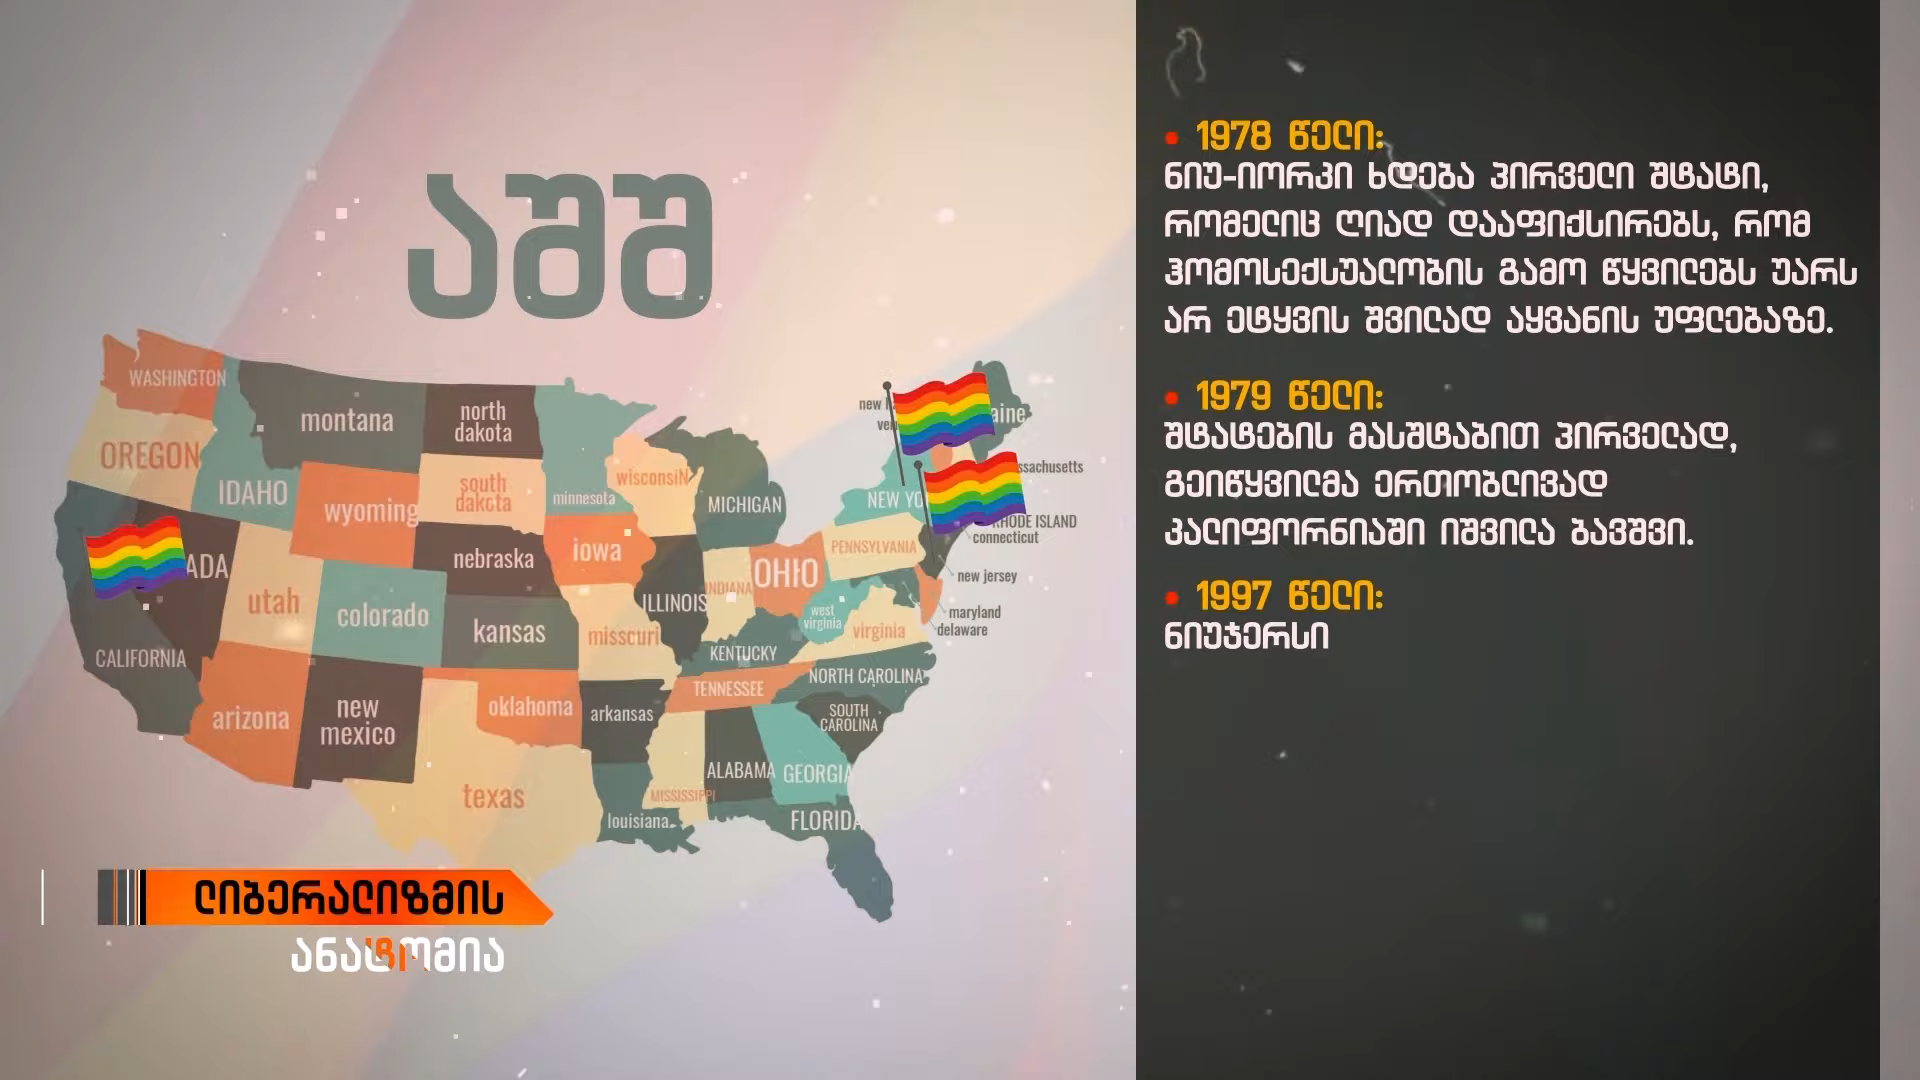 აშშ
WASHINGTON
montana
north
dakota
OREGON
IDAHO
wyoming
south
dakota
minnesota
wisconsiN
MICHIGAN
NEW YO
aine
ssachusetts
RHODE ISLAND
connecticut
new jersey
maryland
delaware
ADA
utah
colorado
nebraska
iowa
kansas
ILLINOIS
INDIANA
OHIO
PENNSYLVANIA
west
virginia
virginia
missouri
KENTUCKY
CALIFORNIA
arizona
new
mexico
oklahoma
arkansas
TENNESSEE
NORTH CAROLINA
SOUTH
CAROLINA
texas
louisiana
MISSISSIPPI
ALABAMA
GEORGIA
FLORIDA
ლიბერალიზმის
ანატომია
• 1978 წელი:
ნიუ-იორკი ხდება პირველი შტატი,
რომელიც ღიად დააფიქსირებს, რომ
ჰომოსექსუალობის გამო წყვილებს უარს
არ ეტყვის შვილად აყვანის უფლებაზე.
• 1979 წელი:
შტატების მასშტაბით პირველად,
გეიწყვილმა ერთობლივად
კალიფორნიაში იშვილა ბავშვი.
• 1997 წელი:
ნიუჯერსი